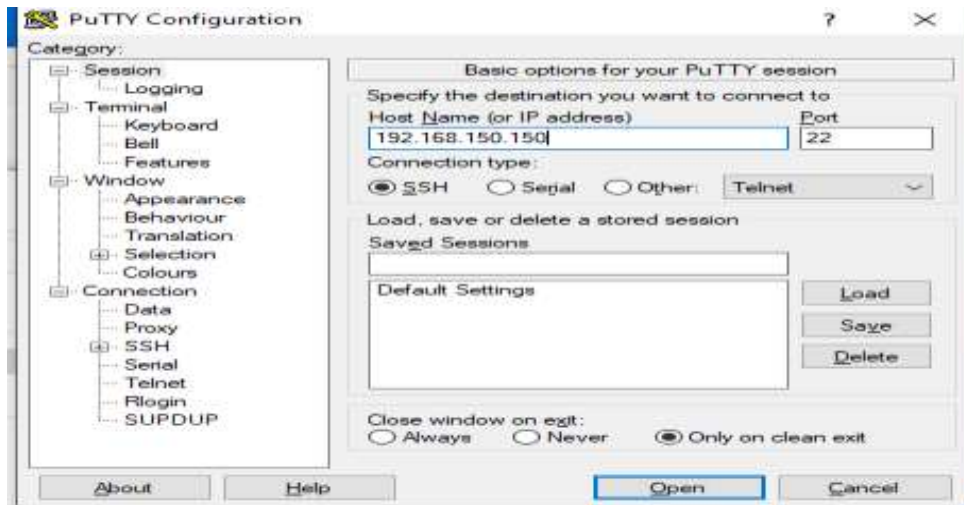 PuTTY Configuration
?
Category:
Session
Logging
Terminal
Keyboard
Bell
Features
Window
Appearance
Behaviour
Translation
Selection
Colours
Connection
Data
Proxy
SSH
Serial
Telnet
Rlogin
SUPDUP
Basic options for your PuTTY session
Specify the destination you want to connect to
Host Name (or IP address) Port
192.168.150.150 22
Connection type:
SSH Serial Other: Telnet
Load, save or delete a stored session
Saved Sessions
Default Settings
Load
Save
Delete
Close window on exit:
Always Never Only on clean exit
About Help Open Cancel